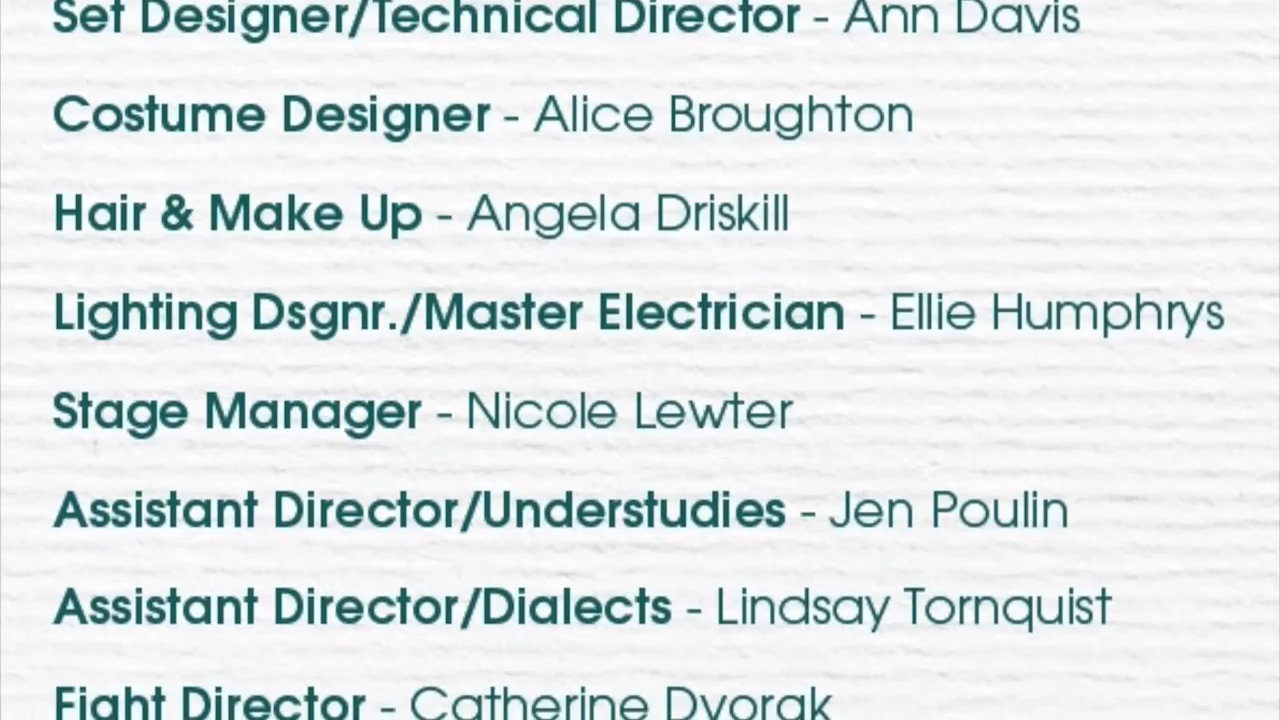 Set Designer/Technical Director - Ann Davis
Costume Designer - Alice Broughton
Hair & Make Up - Angela Driskill
Lighting Dsgnr./Master Electrician - Ellie Humphrys
Stage Manager - Nicole Lewter
Assistant Director/Understudies - Jen Poulin
Assistant Director/Dialects - Lindsay Tornquist
Fight Director - Catherine Dvorak